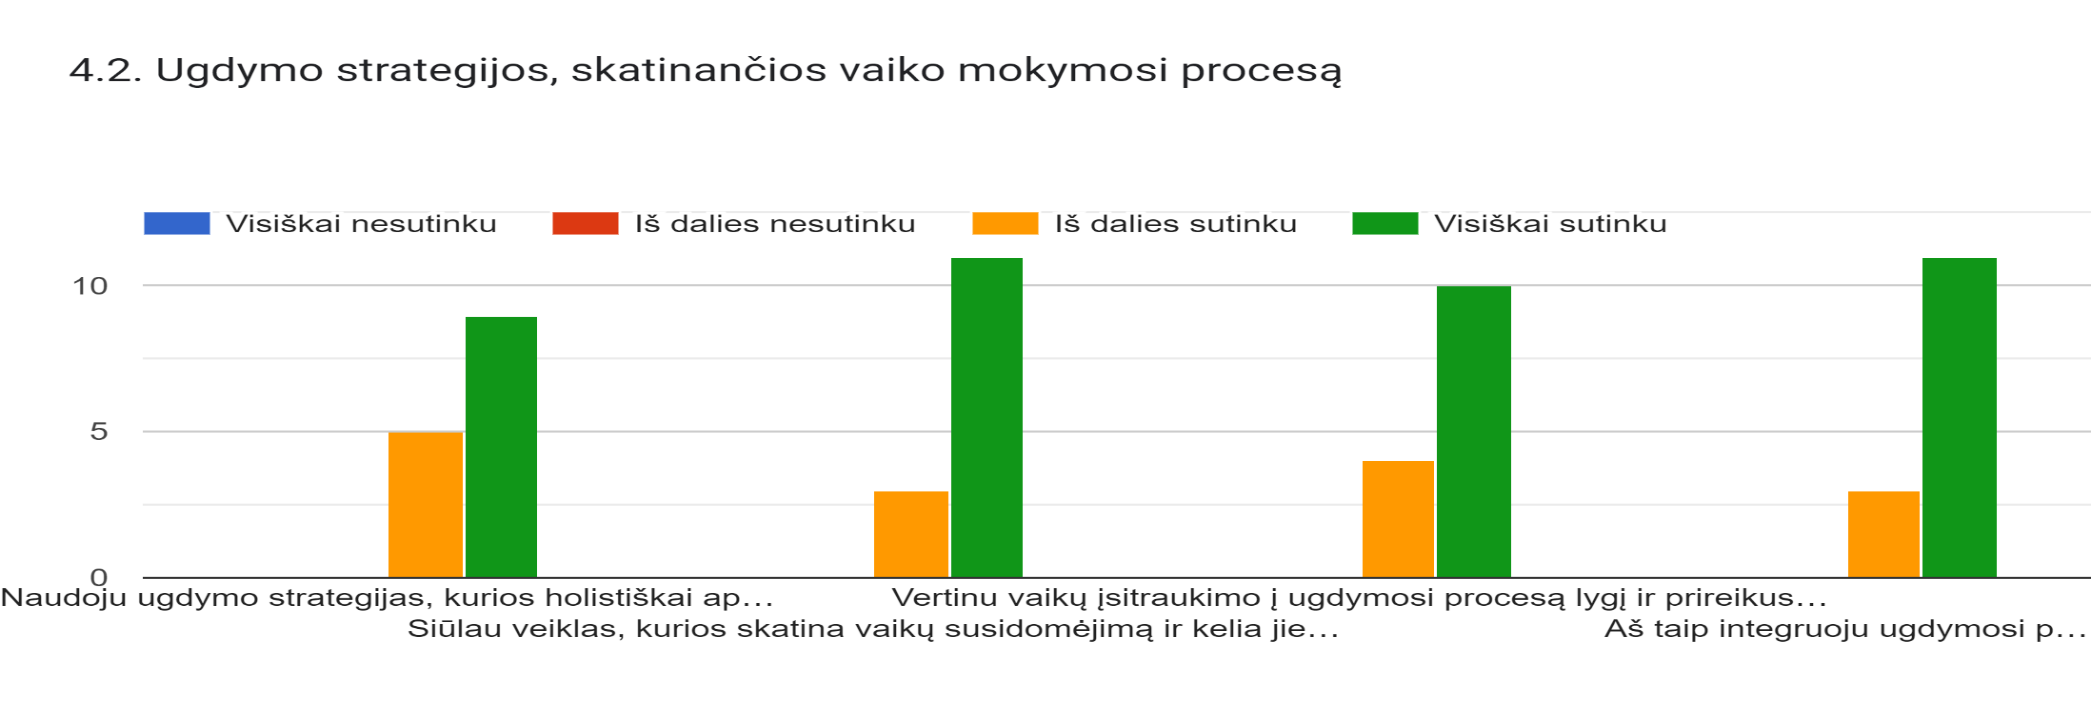 4.2. Ugdymo strategijos, skatinančios vaiko mokymosi procesą
Visiškai nesutinku
Iš dalies nesutinku
Iš dalies sutinku
Visiškai sutinku
10
5
0
Naudoju ugdymo strategijas, kurios holistiškai ap…
Vertinu vaikų įsitraukimo į ugdymosi procesą lygį ir prireikus…
Siūlau veiklas, kurios skatina vaikų susidomėjimą ir kelia jie…
Aš taip integruoju ugdymosi p…